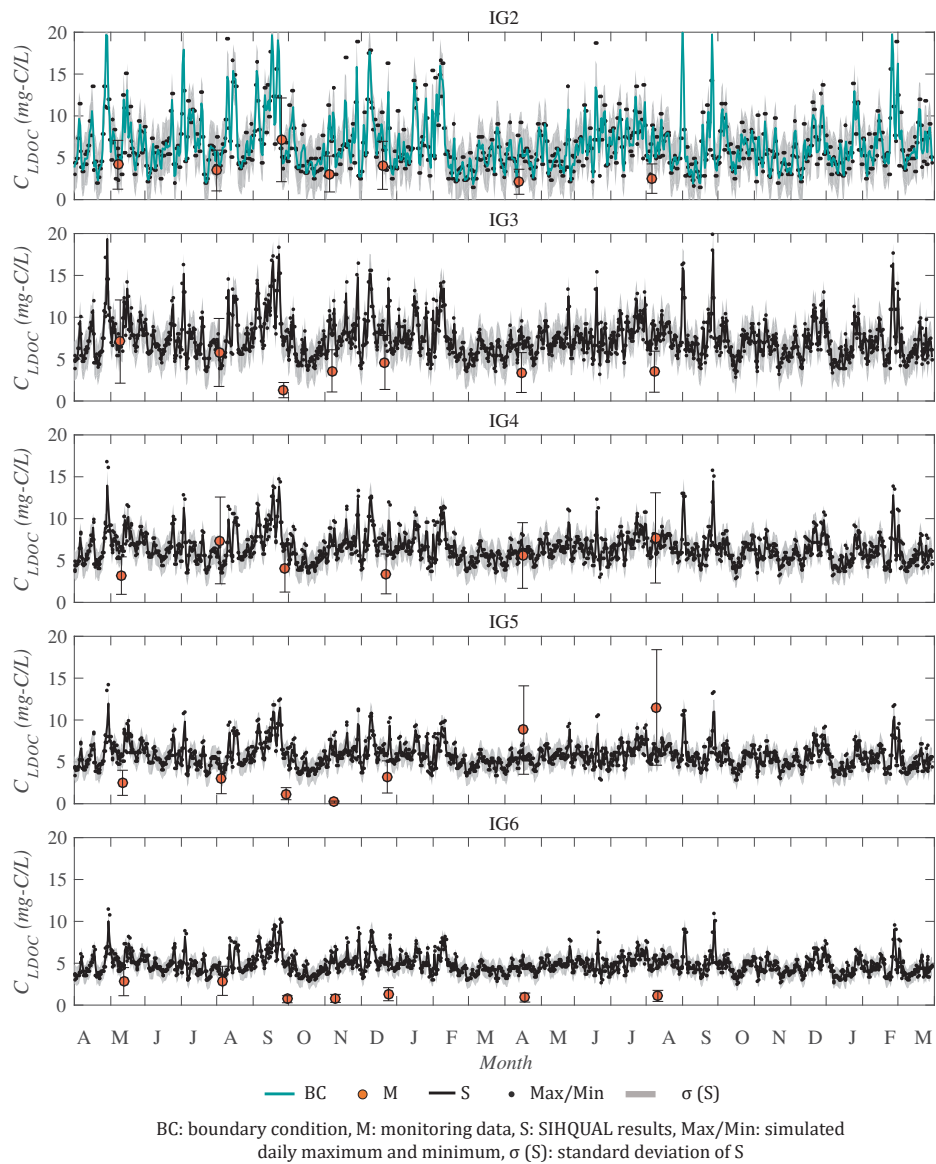 IG2
20
15
10
5
0
C_LDOC (mg-C/L)
IG3
20
15
10
5
0
C_LDOC (mg-C/L)
IG4
20
15
10
5
0
C_LDOC (mg-C/L)
IG5
20
15
10
5
0
C_LDOC (mg-C/L)
IG6
20
15
10
5
0
C_LDOC (mg-C/L)
A M J J A S O N D J F M A M J J A S O N D J F M
Month
BC M S Max/Min σ (S)
BC: boundary condition, M: monitoring data, S: SIHQUAL results, Max/Min: simulated
daily maximum and minimum, σ (S): standard deviation of S